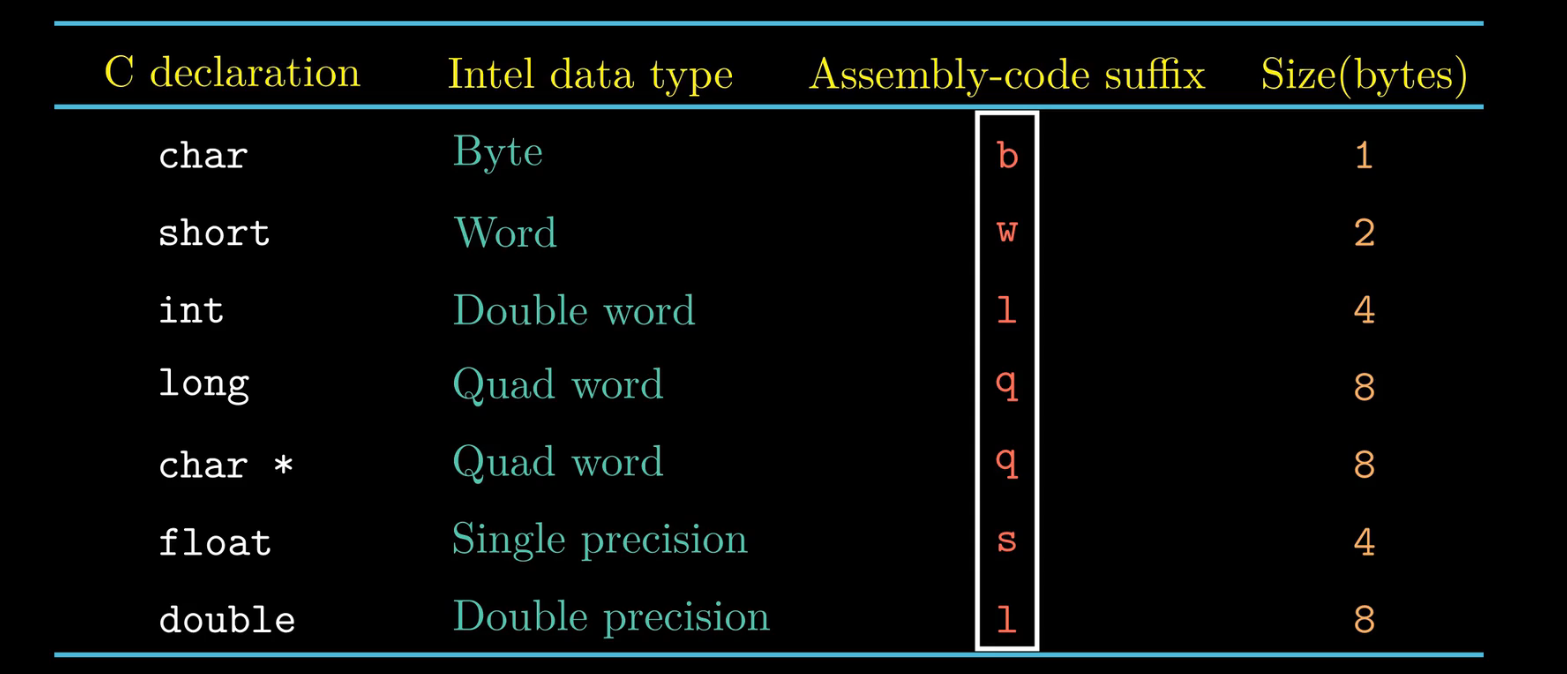 C declaration Intel data type Assembly-code suffix Size(bytes)
char Byte b 1
short Word w 2
int Double word l 4
long Quad word q 8
char * Quad word q 8
float Single precision s 4
double Double precision l 8